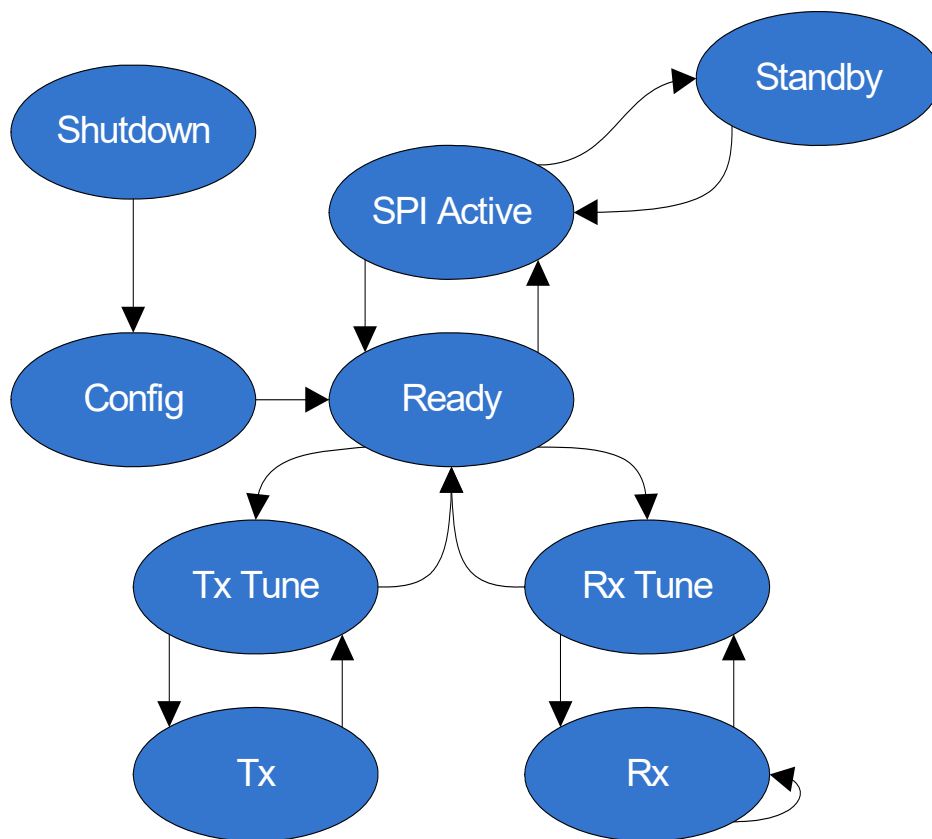 Standby
Shutdown
SPI Active
Config
Ready
Tx Tune
Rx Tune
Tx
Rx